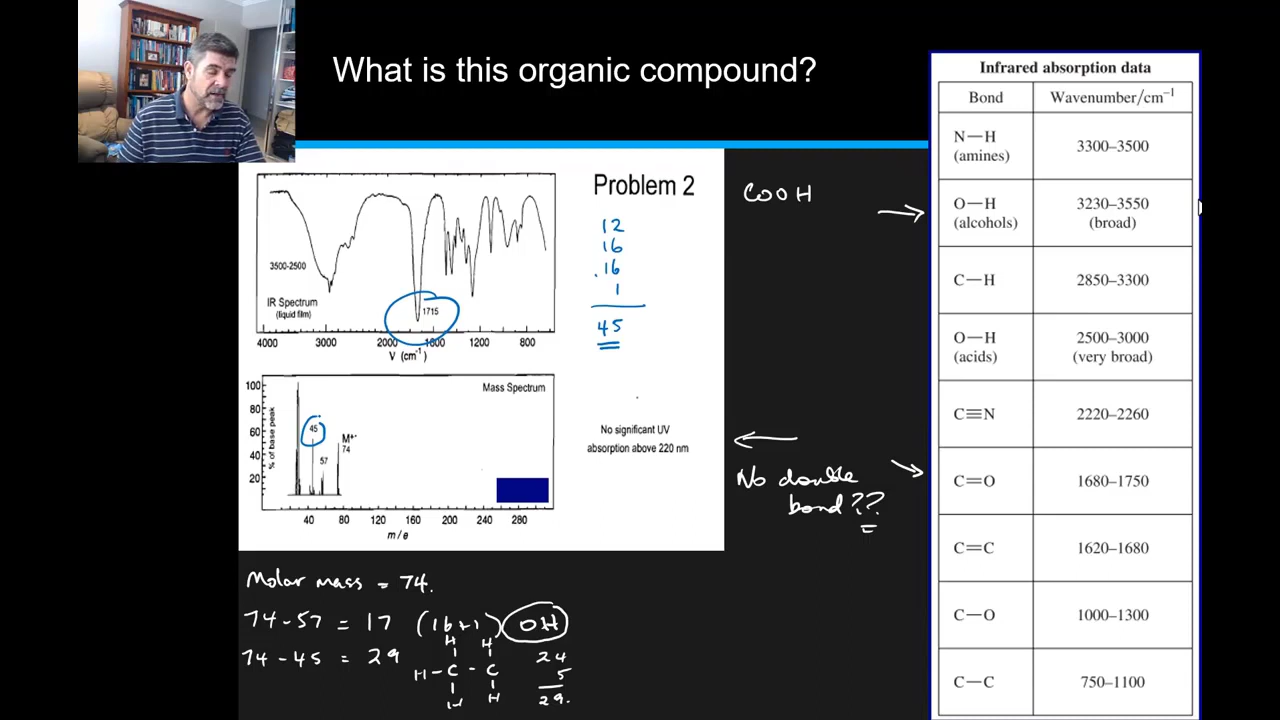 What is this organic compound?
Problem 2
3500-2500
IR Spectrum
(liquid film)
1715
4000 3000 2000 1600 1200 800
V (cm⁻¹)
12
16
.16
1
45
COOH
100
80
60
40
20
% of base peak
Mass Spectrum
45
57
M+·
74
40 80 120 160 200 240 280
m / e
No significant UV
absorption above 220 nm
No double
bond??
Molar mass = 74.
74-57 = 17 (16+1) OH
74-45 = 29
H H
H-C-C
H H
24
5
29.
Infrared absorption data
Bond Wavenumber/cm⁻¹
N—H
(amines)
3300–3500
O—H
(alcohols)
3230–3550
(broad)
C—H 2850–3300
O—H
(acids)
2500–3000
(very broad)
C≡N 2220–2260
C=O 1680–1750
C=C 1620–1680
C—O 1000–1300
C—C 750–1100